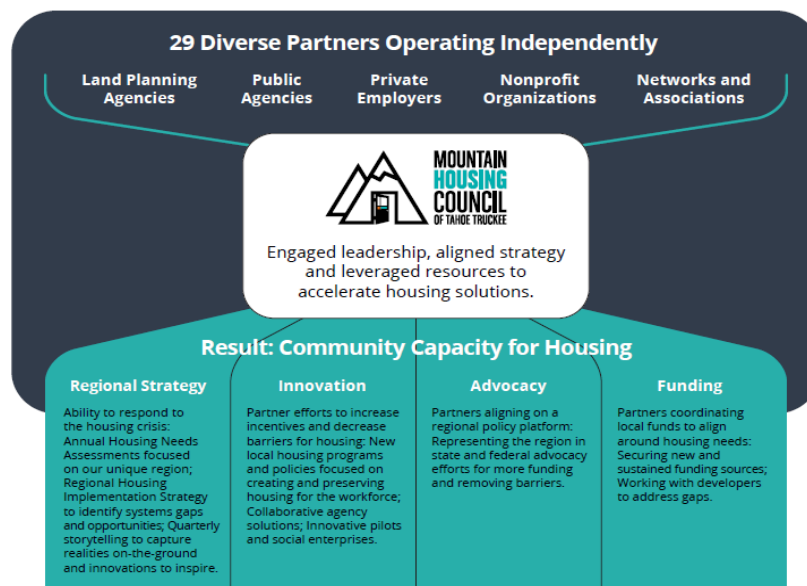 29 Diverse Partners Operating Independently
Land Planning
Agencies
Public
Agencies
Private
Employers
Nonprofit
Organizations
Networks and
Associations
MOUNTAIN
HOUSING
COUNCIL
OF TAHOE TRUCKEE
Engaged leadership, aligned strategy
and leveraged resources to
accelerate housing solutions.
Result: Community Capacity for Housing
Regional Strategy
Ability to respond to
the housing crisis:
Annual Housing Needs
Assessments focused
on our unique region;
Regional Housing
Implementation Strategy
to identify systems gaps
and opportunities; Quarterly
storytelling to capture
realities on-the-ground
and innovations to inspire.
Innovation
Partner efforts to increase
incentives and decrease
barriers for housing: New
local housing programs
and policies focused on
creating and preserving
housing for the workforce;
Collaborative agency
solutions; Innovative pilots
and social enterprises.
Advocacy
Partners aligning on a
regional policy platform:
Representing the region in
state and federal advocacy
efforts for more funding
and removing barriers.
Funding
Partners coordinating
local funds to align
around housing needs:
Securing new and
sustained funding sources;
Working with developers
to address gaps.